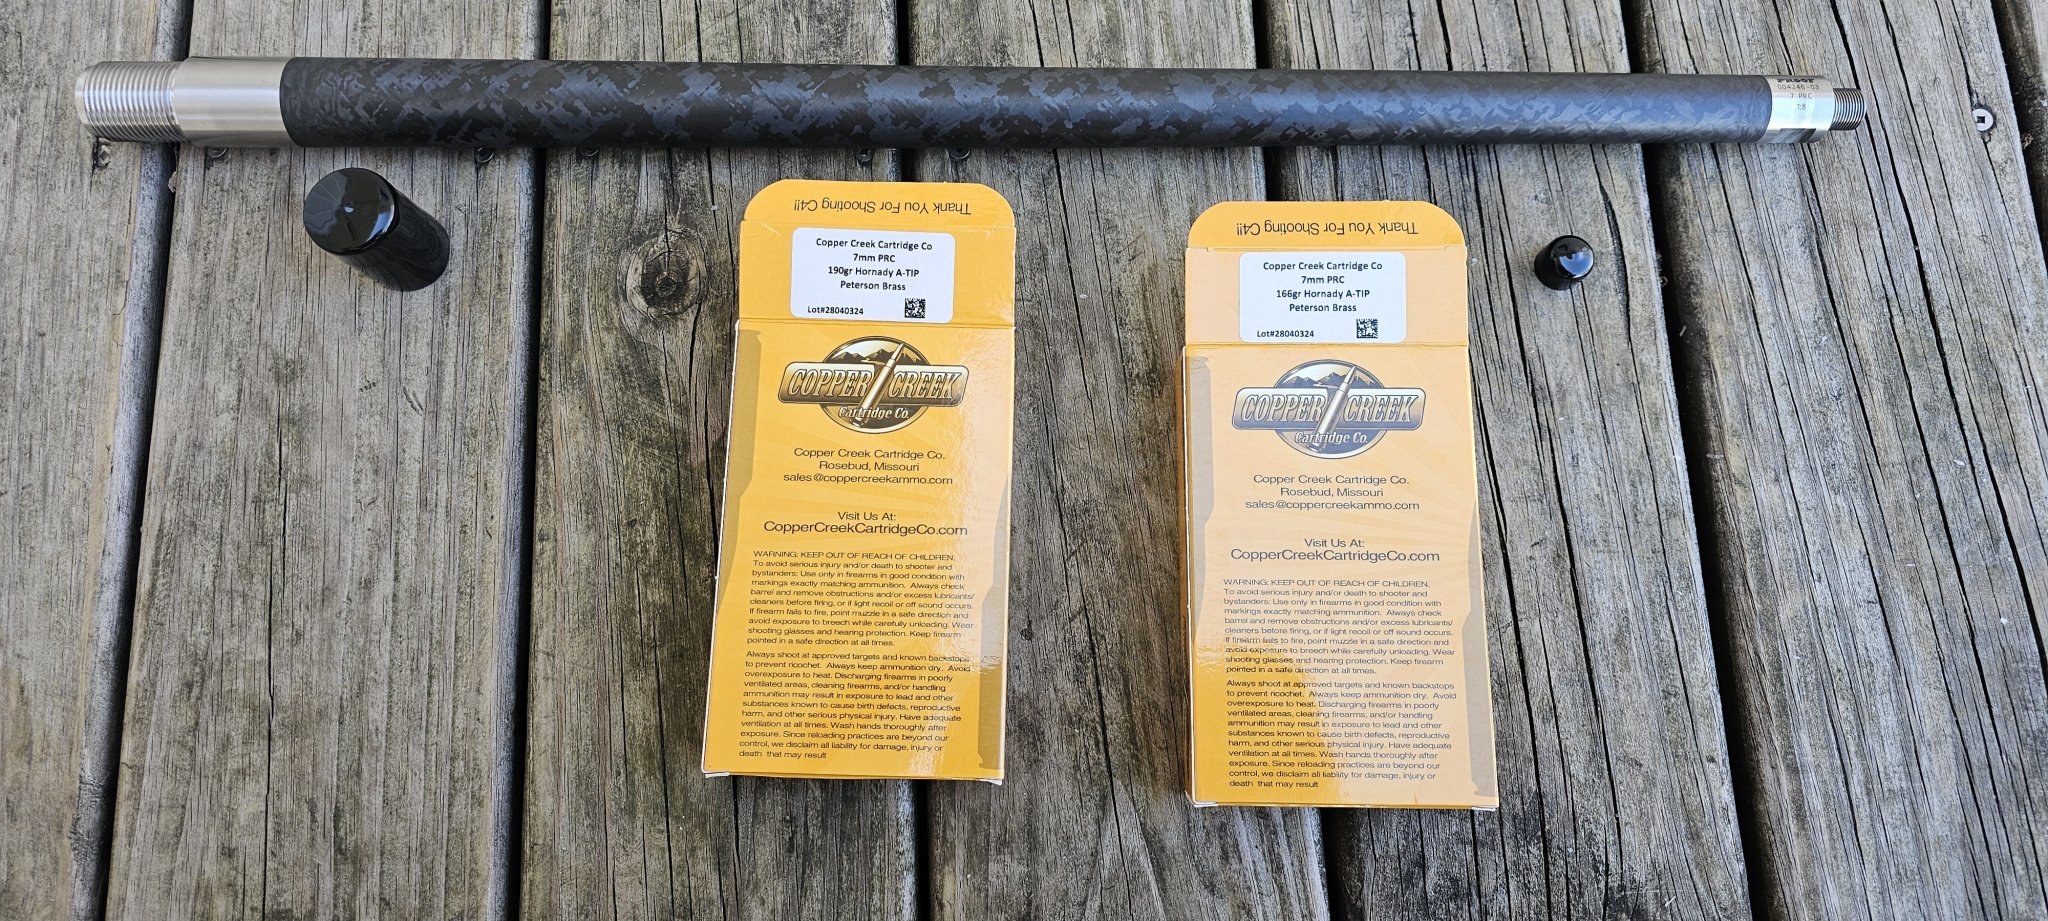 PROOF
004246-03
7 PRC
1:8
Thank You For Shooting C4!!
Copper Creek Cartridge Co
7mm PRC
190gr Hornady A-TIP
Peterson Brass
Lot#28040324
COPPER CREEK
Cartridge Co.
Copper Creek Cartridge Co.
Rosebud, Missouri
sales@coppercreekammo.com
Visit Us At:
CopperCreekCartridgeCo.com
WARNING: KEEP OUT OF REACH OF CHILDREN.
To avoid serious injury and/or death to shooter and
bystanders: Use only in firearms in good condition with
markings exactly matching ammunition. Always check
barrel and remove obstructions and/or excess lubricants/
cleaners before firing, or if light recoil or off sound occurs.
If firearm fails to fire, point muzzle in a safe direction and
avoid exposure to breech while carefully unloading. Wear
shooting glasses and hearing protection. Keep firearm
pointed in a safe direction at all times.
Always shoot at approved targets and known backstops
to prevent ricochet. Always keep ammunition dry. Avoid
overexposure to heat. Discharging firearms in poorly
ventilated areas, cleaning firearms, and/or handling
ammunition may result in exposure to lead and other
substances known to cause birth defects, reproductive
harm, and other serious physical injury. Have adequate
ventilation at all times. Wash hands thoroughly after
exposure. Since reloading practices are beyond our
control, we disclaim all liability for damage, injury or
death that may result
Thank You For Shooting C4!!
Copper Creek Cartridge Co
7mm PRC
166gr Hornady A-TIP
Peterson Brass
Lot#28040324
COPPER CREEK
Cartridge Co.
Copper Creek Cartridge Co.
Rosebud, Missouri
sales@coppercreekammo.com
Visit Us At:
CopperCreekCartridgeCo.com
WARNING: KEEP OUT OF REACH OF CHILDREN.
To avoid serious injury and/or death to shooter and
bystanders: Use only in firearms in good condition with
markings exactly matching ammunition. Always check
barrel and remove obstructions and/or excess lubricants/
cleaners before firing, or if light recoil or off sound occurs.
If firearm fails to fire, point muzzle in a safe direction and
avoid exposure to breech while carefully unloading. Wear
shooting glasses and hearing protection. Keep firearm
pointed in a safe direction at all times.
Always shoot at approved targets and known backstops
to prevent ricochet. Always keep ammunition dry. Avoid
overexposure to heat. Discharging firearms in poorly
ventilated areas, cleaning firearms, and/or handling
ammunition may result in exposure to lead and other
substances known to cause birth defects, reproductive
harm, and other serious physical injury. Have adequate
ventilation at all times. Wash hands thoroughly after
exposure. Since reloading practices are beyond our
control, we disclaim all liability for damage, injury or
death that may result